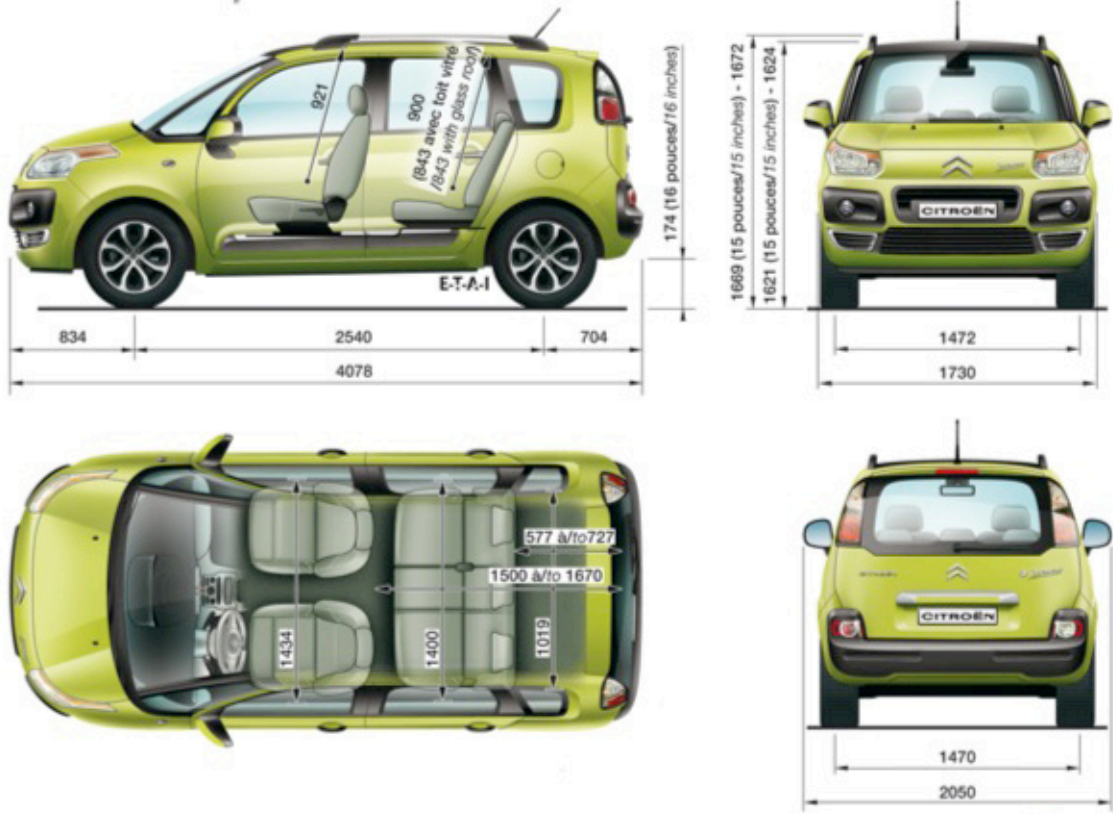 921
900
(843 avec toit vitré
/843 with glass roof)
174 (16 pouces/16 inches)
E-T-A-I
834
2540
704
4078
1669 (15 pouces/15 inches) - 1672
1621 (15 pouces/15 inches) - 1624
CITROËN
1472
1730
577 à/to727
1500 à/to 1670
1434
1400
1019
CITROËN
1470
2050